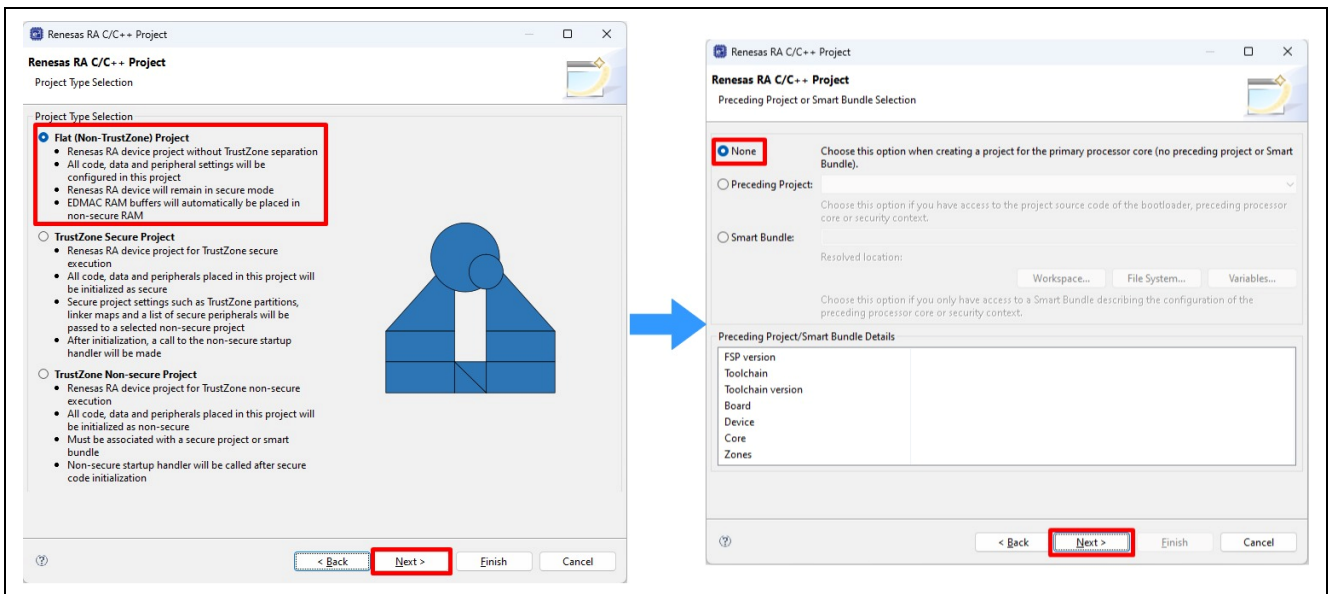 Renesas RA C/C++ Project
Renesas RA C/C++ Project
Project Type Selection
Project Type Selection
Flat (Non-TrustZone) Project
• Renesas RA device project without TrustZone separation
• All code, data and peripheral settings will be
configured in this project
• Renesas RA device will remain in secure mode
• EDMAC RAM buffers will automatically be placed in
non-secure RAM
TrustZone Secure Project
• Renesas RA device project for TrustZone secure
execution
• All code, data and peripherals placed in this project will
be initialized as secure
• Secure project settings such as TrustZone partitions,
linker maps and a list of secure peripherals will be
passed to a selected non-secure project
• After initialization, a call to the non-secure startup
handler will be made
TrustZone Non-secure Project
• Renesas RA device project for TrustZone non-secure
execution
• All code, data and peripherals placed in this project will
be initialized as non-secure
• Must be associated with a secure project or smart
bundle
• Non-secure startup handler will be called after secure
code initialization
< Back Next > Finish Cancel
Renesas RA C/C++ Project
Renesas RA C/C++ Project
Preceding Project or Smart Bundle Selection
None Choose this option when creating a project for the primary processor core (no preceding project or Smart
Bundle).
Preceding Project:
Choose this option if you have access to the project source code of the bootloader, preceding processor
core or security context.
Smart Bundle:
Resolved location:
Workspace... File System... Variables...
Choose this option if you only have access to a Smart Bundle describing the configuration of the
preceding processor core or security context.
Preceding Project/Smart Bundle Details
FSP version
Toolchain
Toolchain version
Board
Device
Core
Zones
< Back Next > Finish Cancel